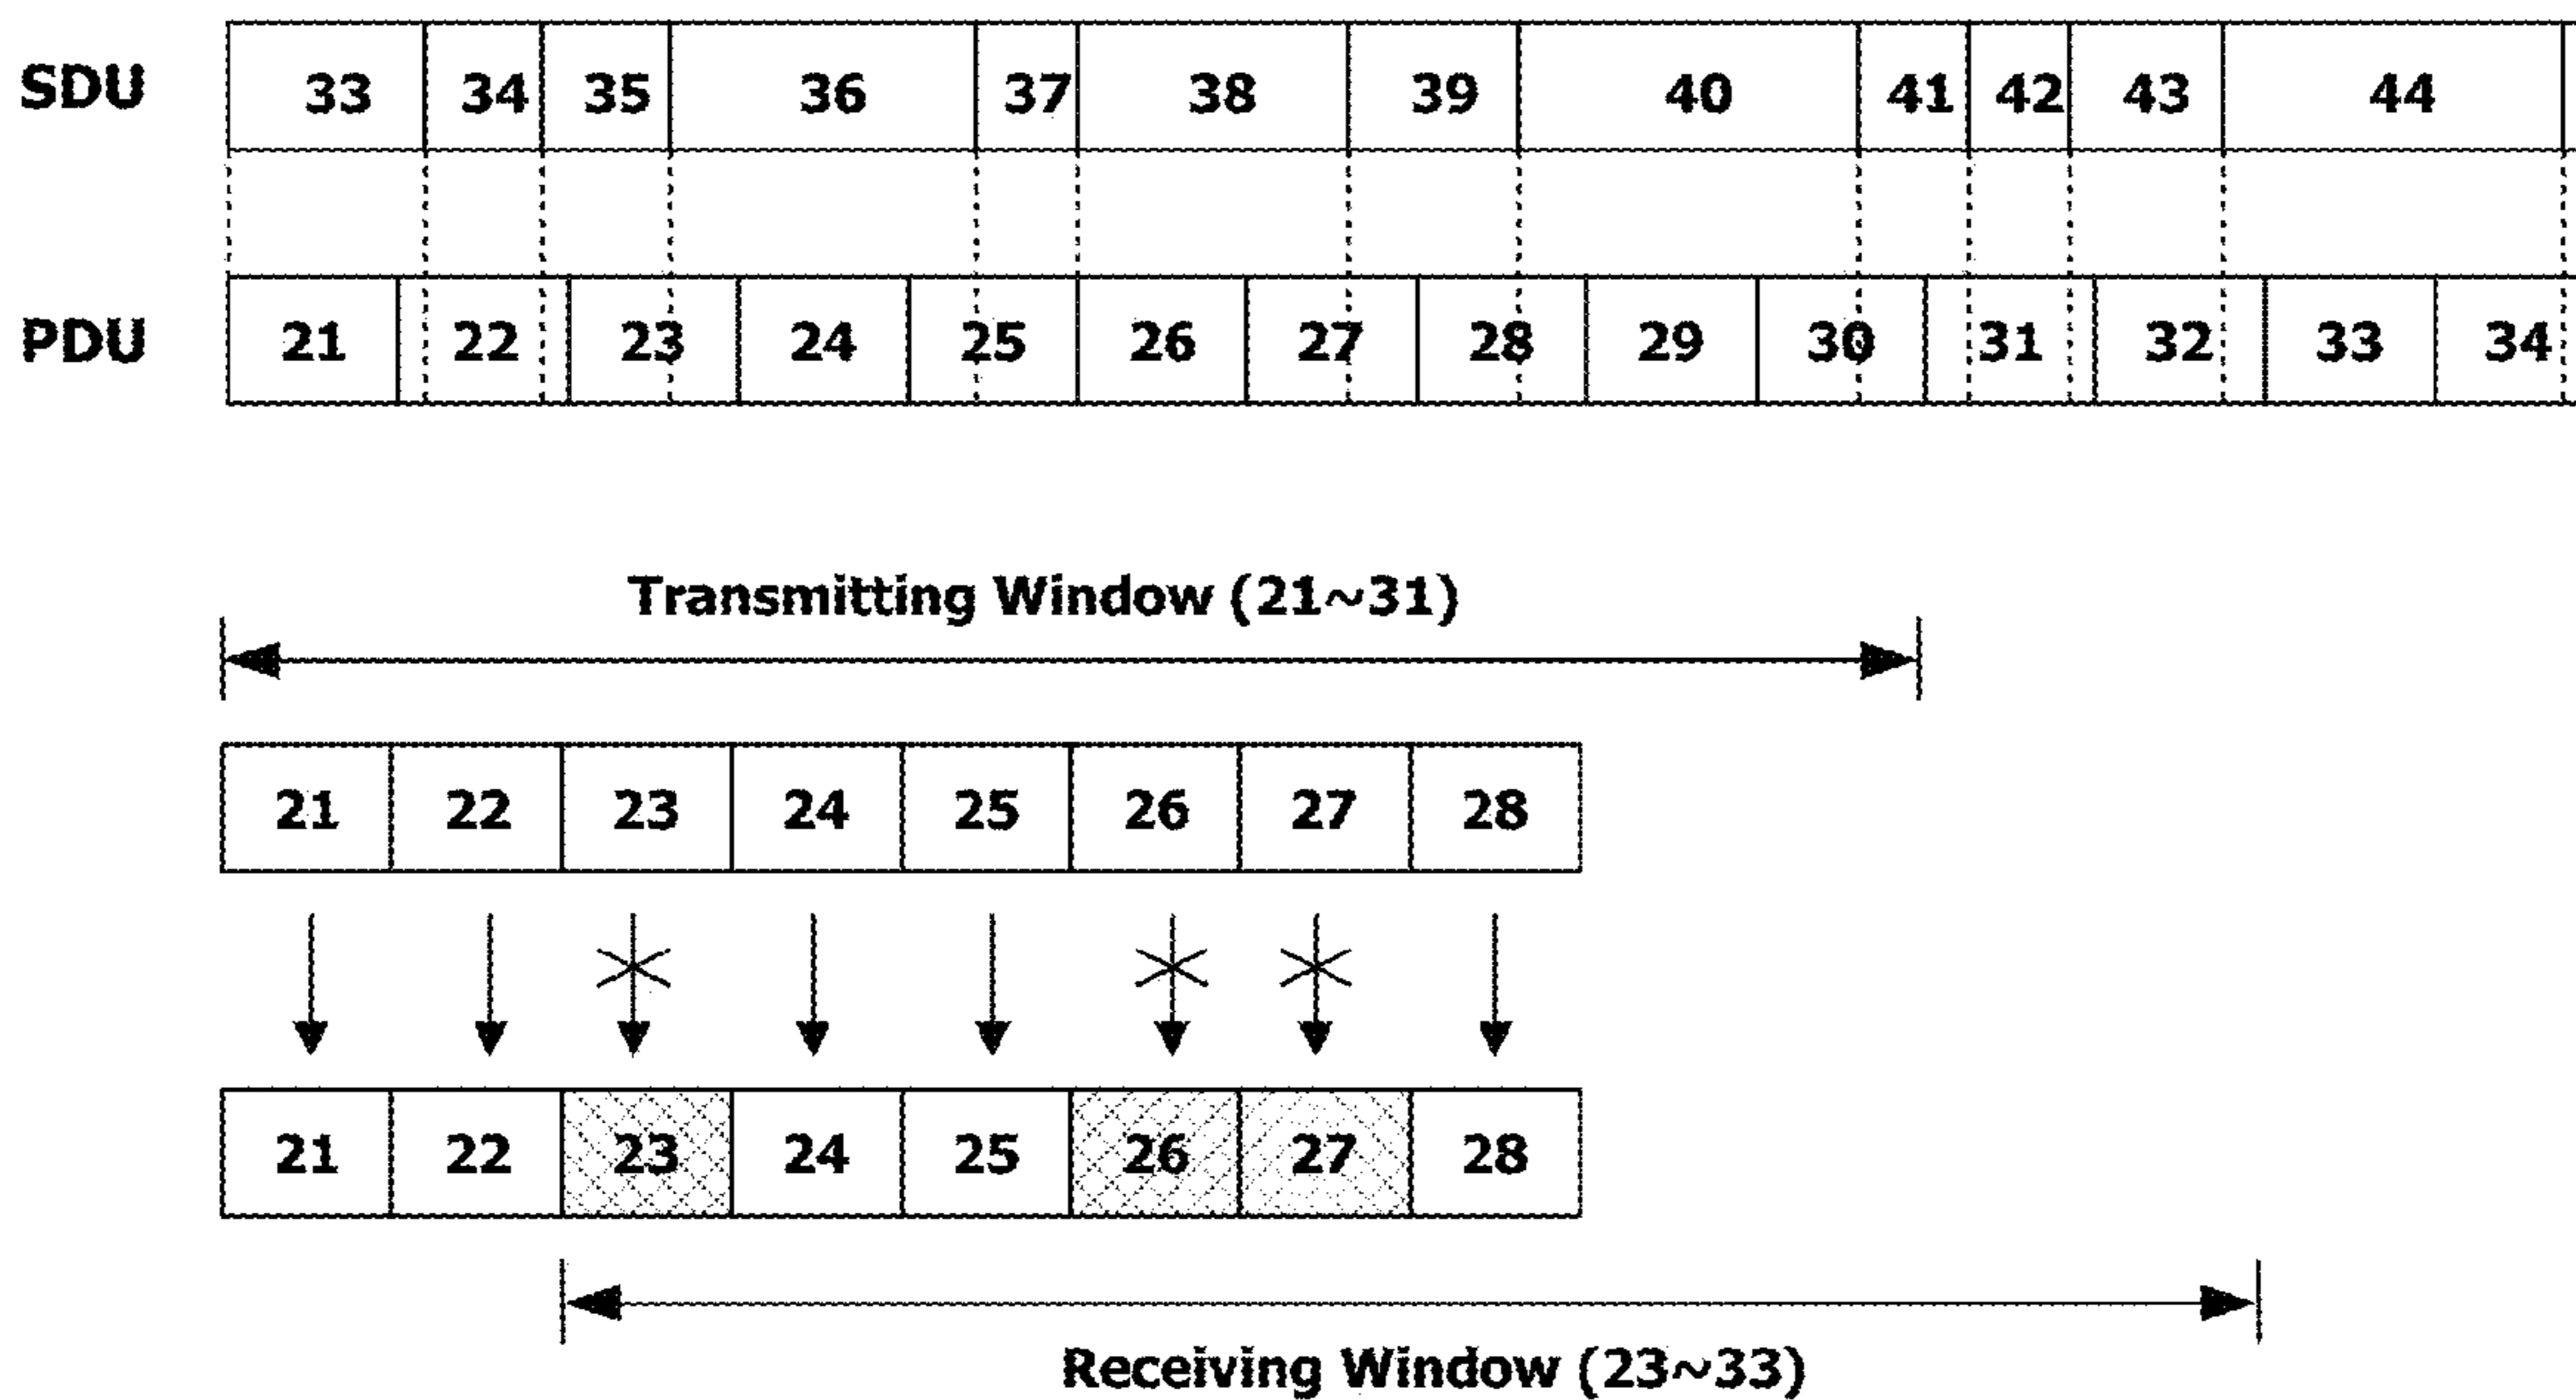 SDU 33 34 35 36 37 38 39 40 41 42 43 44
PDU 21 22 23 24 25 26 27 28 29 30 31 32 33 34
Transmitting Window (21~31)
21 22 23 24 25 26 27 28
21 22 23 24 25 26 27 28
Receiving Window (23~33)